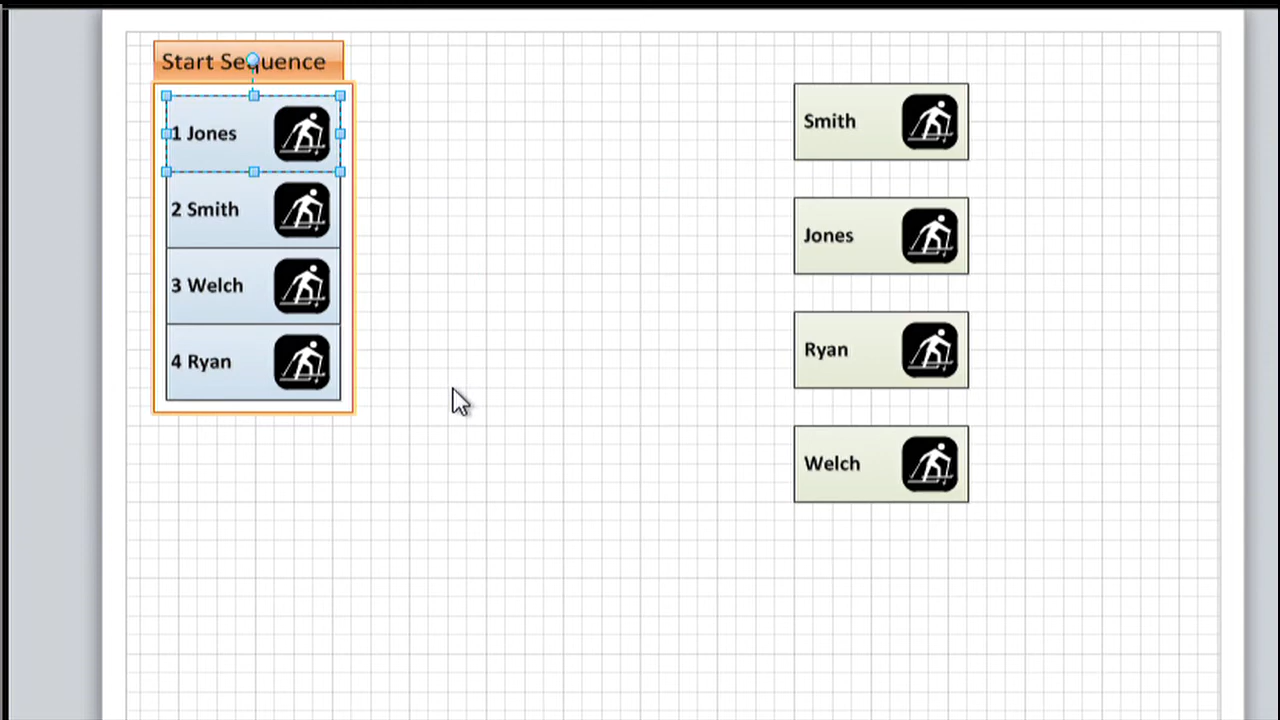 Start Sequence
1 Jones
2 Smith
3 Welch
4 Ryan
Smith
Jones
Ryan
Welch